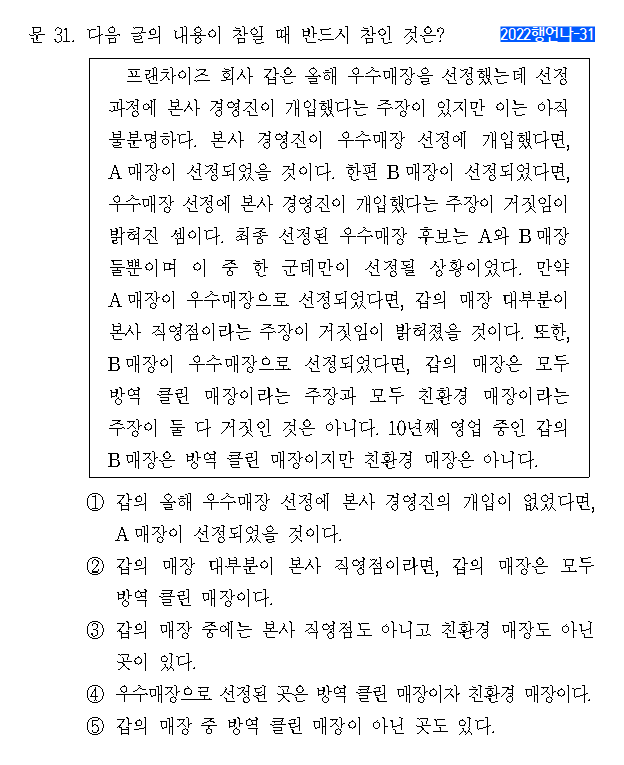 문 31. 다음 글의 내용이 참일 때 반드시 참인 것은? 2022행언나-31
프랜차이즈 회사 갑은 올해 우수매장을 선정했는데 선정
과정에 본사 경영진이 개입했다는 주장이 있지만 이는 아직
불분명하다. 본사 경영진이 우수매장 선정에 개입했다면,
A 매장이 선정되었을 것이다. 한편 B 매장이 선정되었다면,
우수매장 선정에 본사 경영진이 개입했다는 주장이 거짓임이
밝혀진 셈이다. 최종 선정된 우수매장 후보는 A와 B 매장
둘뿐이며 이 중 한 군데만이 선정될 상황이었다. 만약
A 매장이 우수매장으로 선정되었다면, 갑의 매장 대부분이
본사 직영점이라는 주장이 거짓임이 밝혀졌을 것이다. 또한,
B 매장이 우수매장으로 선정되었다면, 갑의 매장은 모두
방역 클린 매장이라는 주장과 모두 친환경 매장이라는
주장이 둘 다 거짓인 것은 아니다. 10년째 영업 중인 갑의
B 매장은 방역 클린 매장이지만 친환경 매장은 아니다.
① 갑의 올해 우수매장 선정에 본사 경영진의 개입이 없었다면,
A 매장이 선정되었을 것이다.
② 갑의 매장 대부분이 본사 직영점이라면, 갑의 매장은 모두
방역 클린 매장이다.
③ 갑의 매장 중에는 본사 직영점도 아니고 친환경 매장도 아닌
곳이 있다.
④ 우수매장으로 선정된 곳은 방역 클린 매장이자 친환경 매장이다.
⑤ 갑의 매장 중 방역 클린 매장이 아닌 곳도 있다.